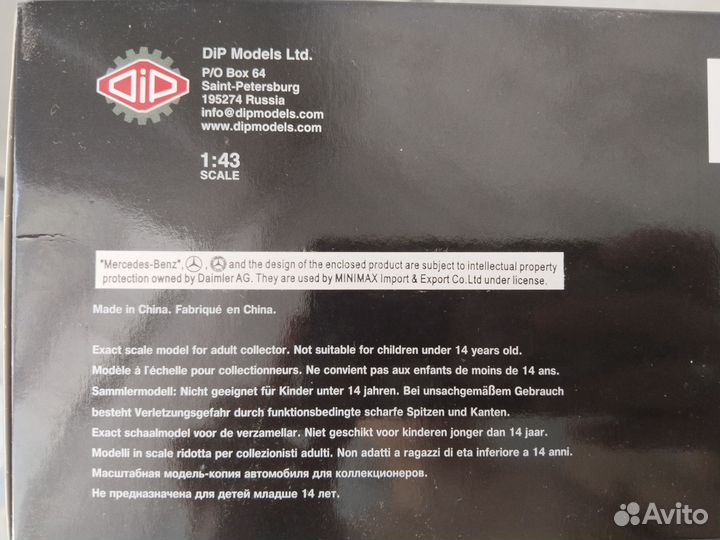 DiP
DiP Models Ltd.
P/O Box 64
Saint-Petersburg
195274 Russia
info@dipmodels.com
www.dipmodels.com
1:43
SCALE
"Mercedes-Benz", , and the design of the enclosed product are subject to intellectual property
protection owned by Daimler AG. They are used by MINIMAX Import & Export Co.Ltd under license.
Made in China. Fabriqué en China.
Exact scale model for adult collector. Not suitable for children under 14 years old.
Modèle à l'échelle pour collectionneurs. Ne convient pas aux enfants de moins de 14 ans.
Sammlermodell: Nicht geeignet für Kinder unter 14 jahren. Bei unsachgemäßem Gebrauch
besteht Verletzungsgefahr durch funktionsbedingte scharfe Spitzen und Kanten.
Exact schaalmodel voor de verzamellar. Niet geschikt voor kinderen jonger dan 14 jaar.
Modelli in scale ridotta per collezionisti adulti. Non adatti a ragazzi di eta inferiore a 14 anni.
Масштабная модель-копия автомобиля для коллекционеров.
Не предназначена для детей младше 14 лет.
Avito